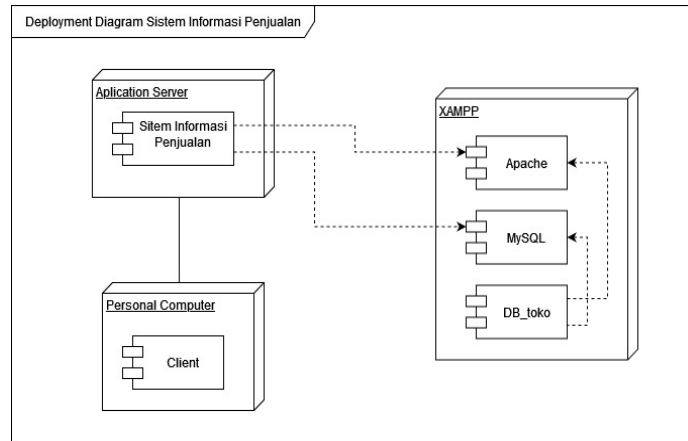 Deployment Diagram Sistem Informasi Penjualan
Aplication Server
Sitem Informasi
Penjualan
XAMPP
Apache
MySQL
DB_toko
Personal Computer
Client